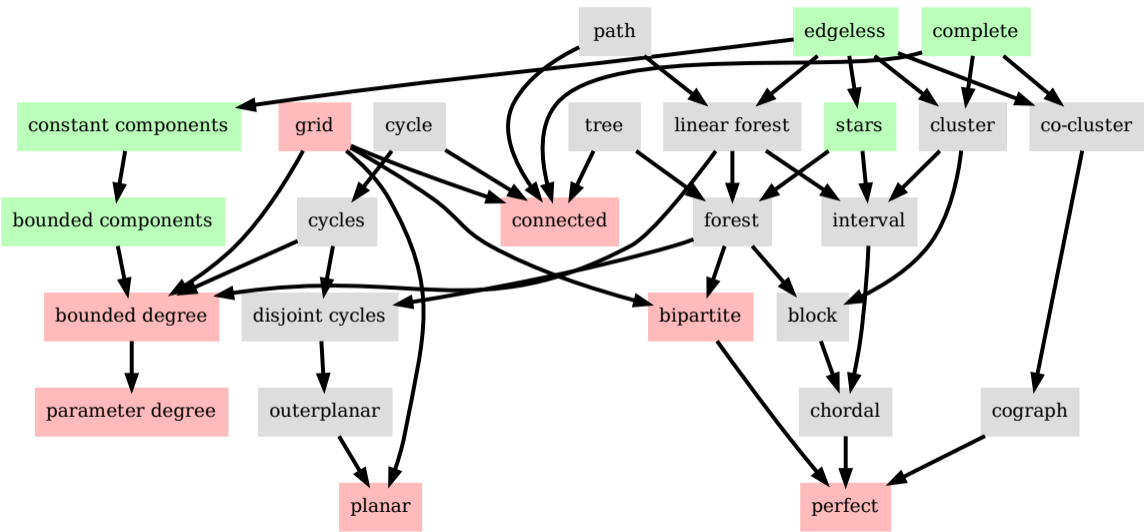 path
edgeless
complete
constant components
grid
cycle
tree
linear forest
stars
cluster
co-cluster
bounded components
cycles
connected
forest
interval
bounded degree
disjoint cycles
bipartite
block
parameter degree
outerplanar
chordal
cograph
planar
perfect